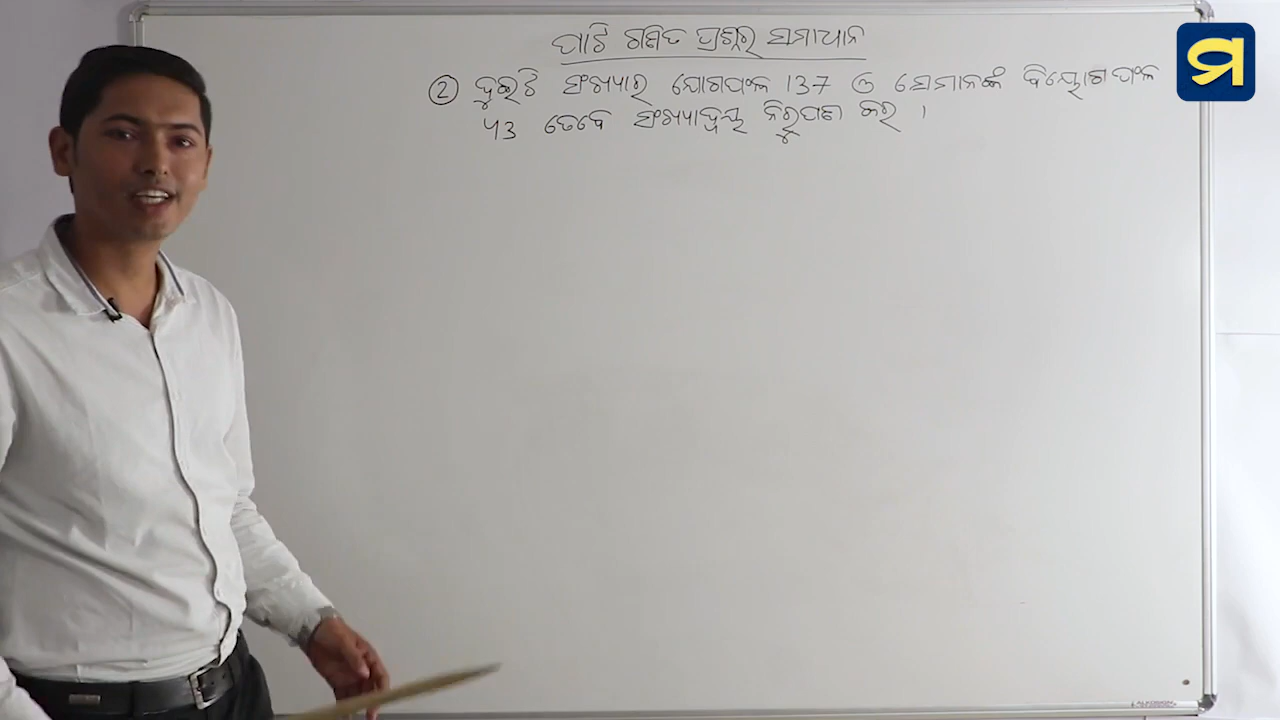 ପାଟି ଗଣିତ ପ୍ରଶ୍ନର ସମାଧାନ
② ଦୁଇଟି ସଂଖ୍ୟାର ଯୋଗଫଳ 137 ଓ ସେମାନଙ୍କ ବିୟୋଗଫଳ
43 ତେବେ ସଂଖ୍ୟାଦ୍ୱୟ ନିରୂପଣ କର ।
ମ